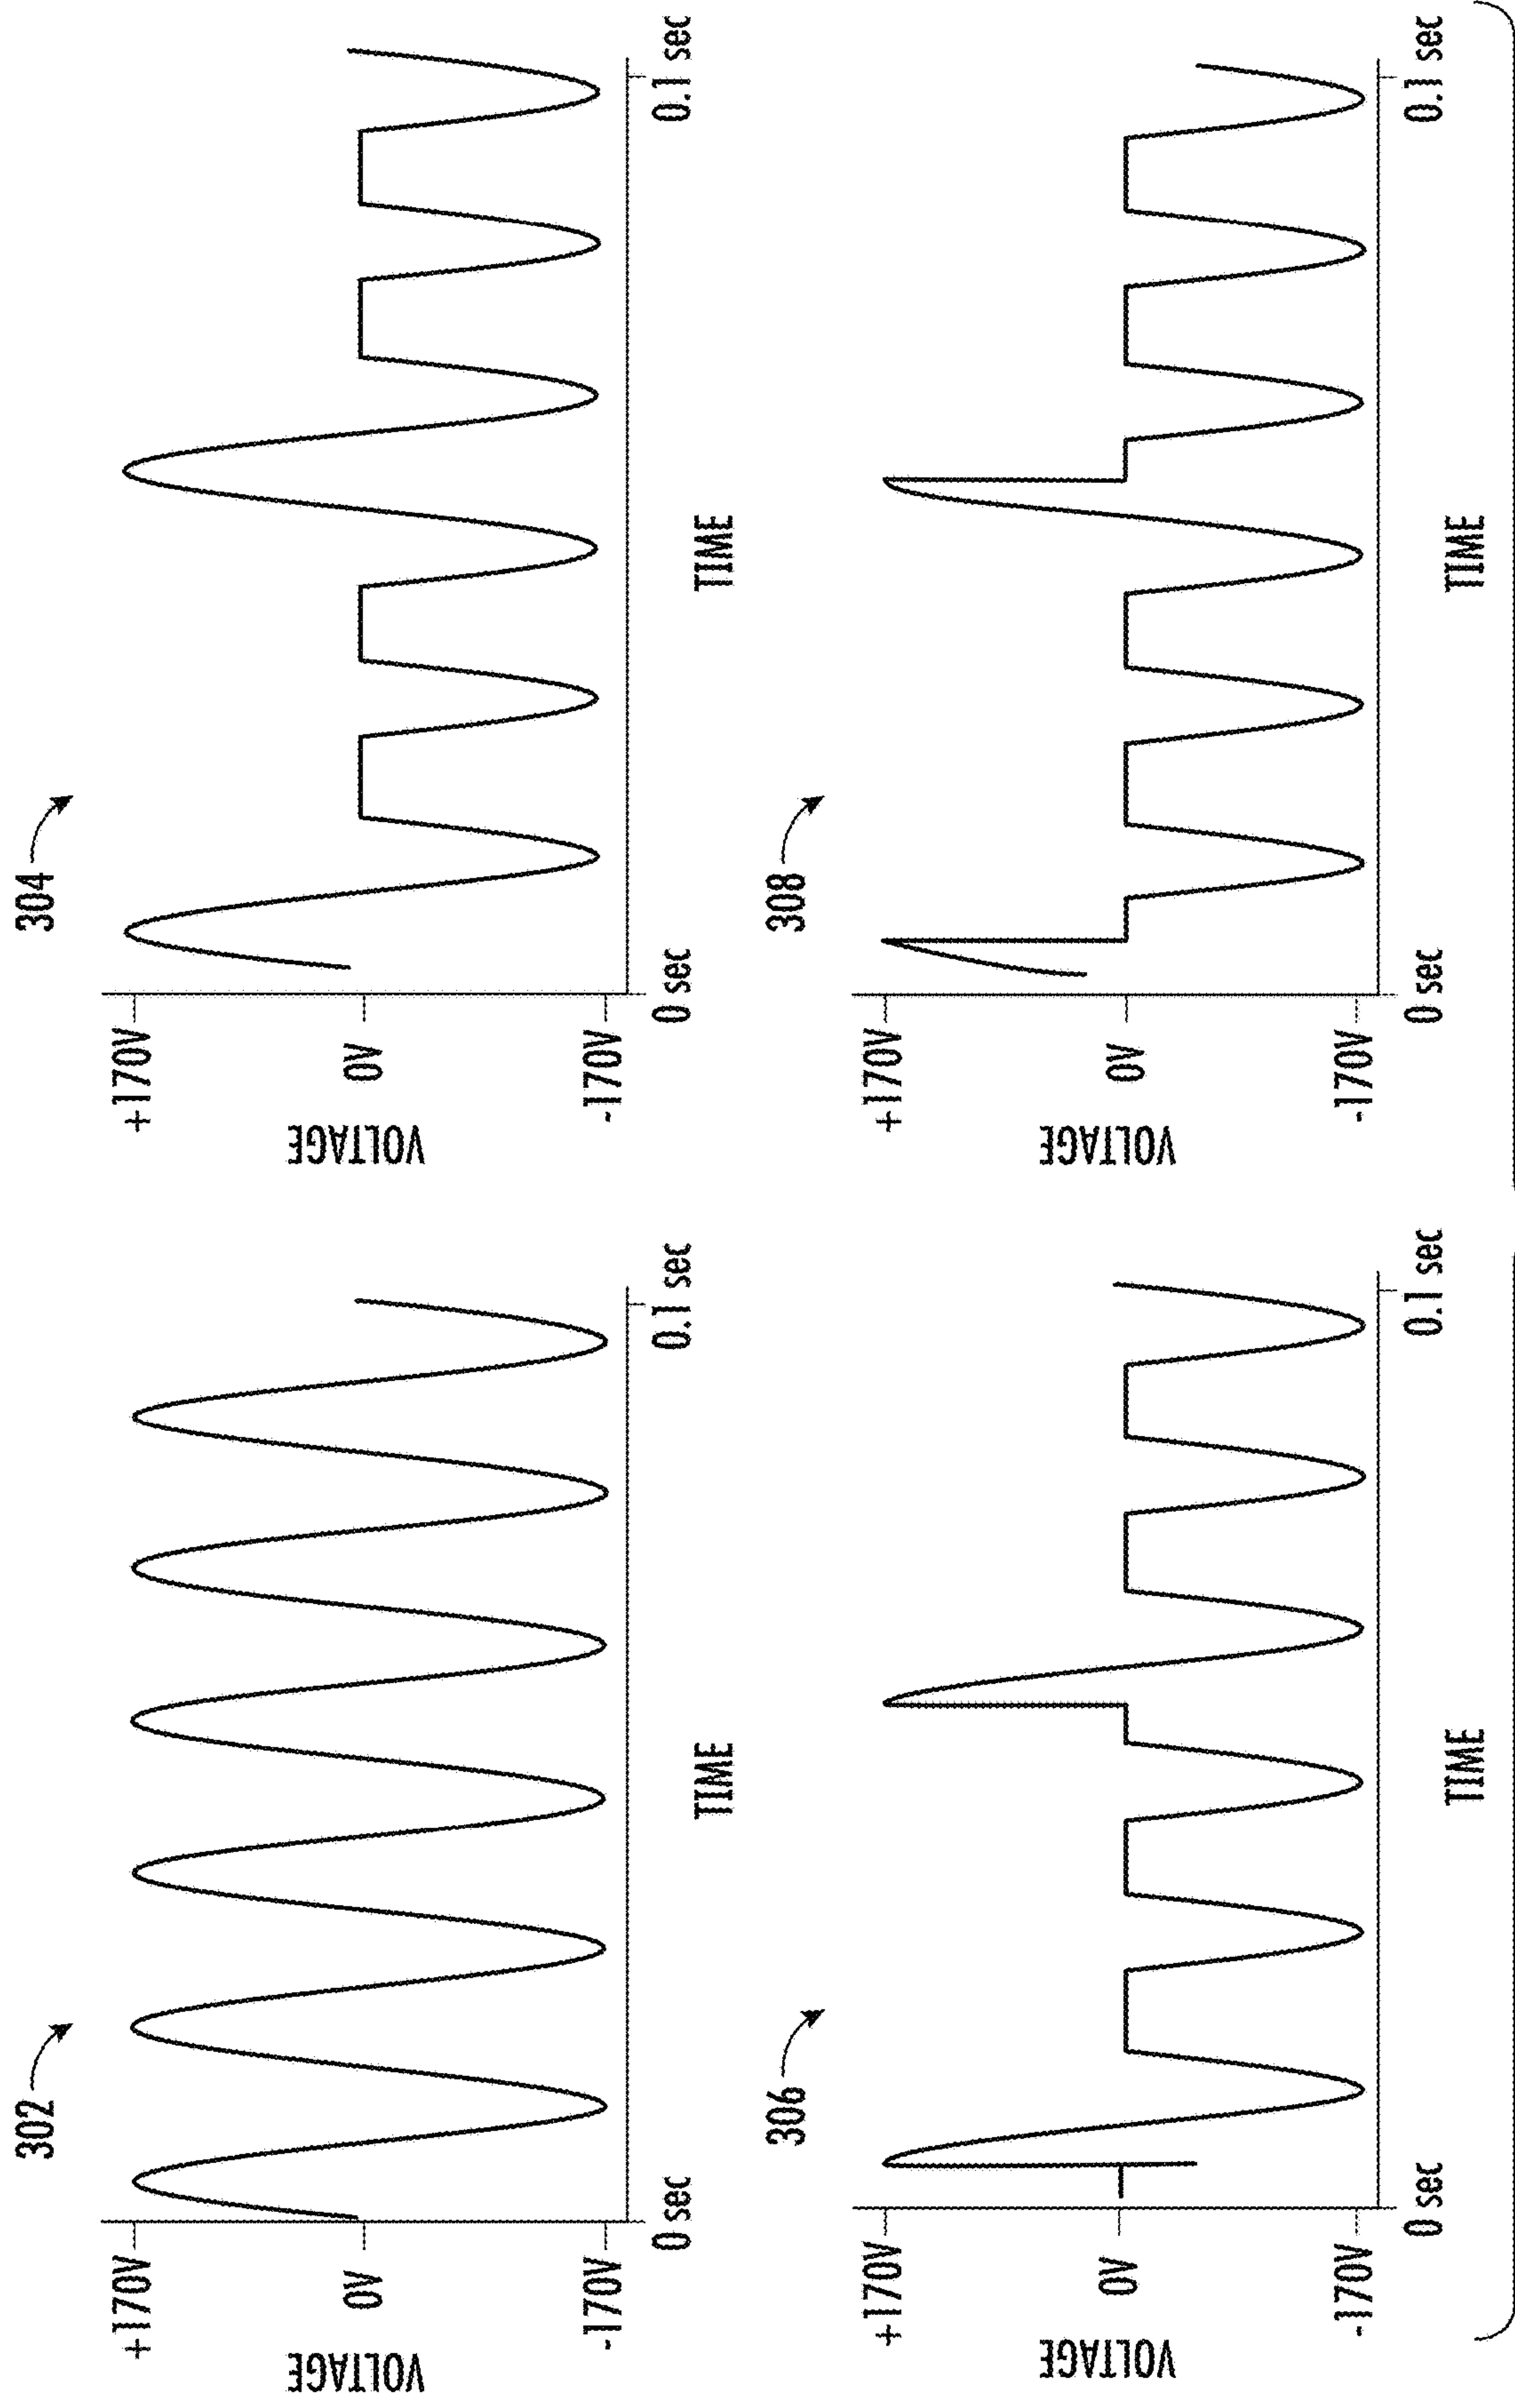 302
VOLTAGE
+170V
0V
-170V
0 sec
0.1 sec
TIME
304
VOLTAGE
+170V
0V
-170V
0 sec
0.1 sec
TIME
306
VOLTAGE
+170V
0V
-170V
0 sec
0.1 sec
TIME
308
VOLTAGE
+170V
0V
-170V
0 sec
0.1 sec
TIME